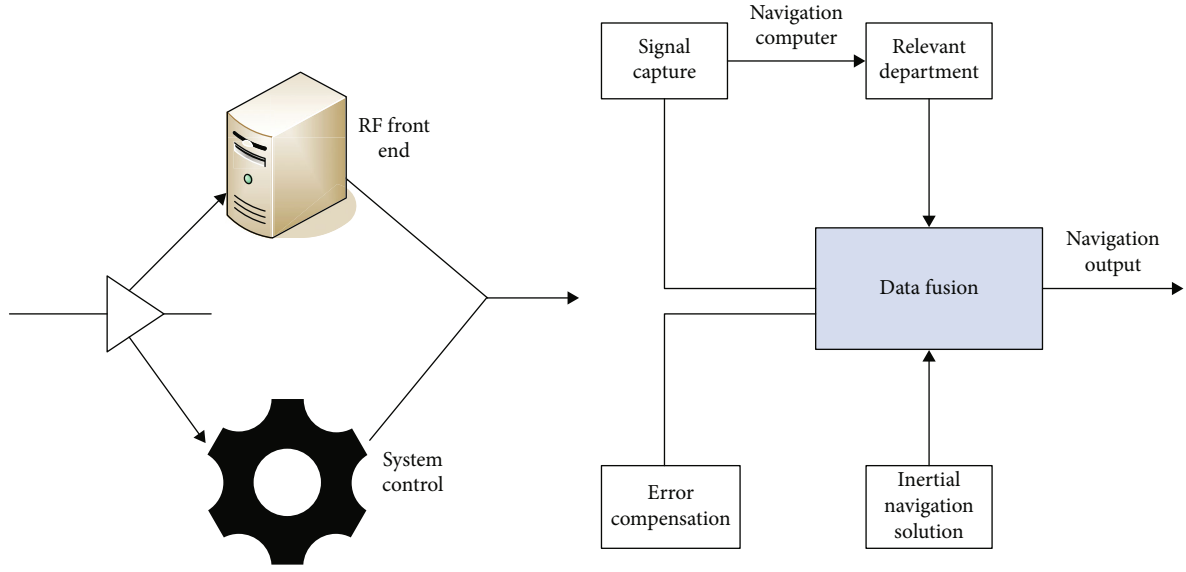 RF front
end
System
control
Signal
capture
Navigation
computer
Relevant
department
Data fusion
Navigation
output
Error
compensation
Inertial
navigation
solution